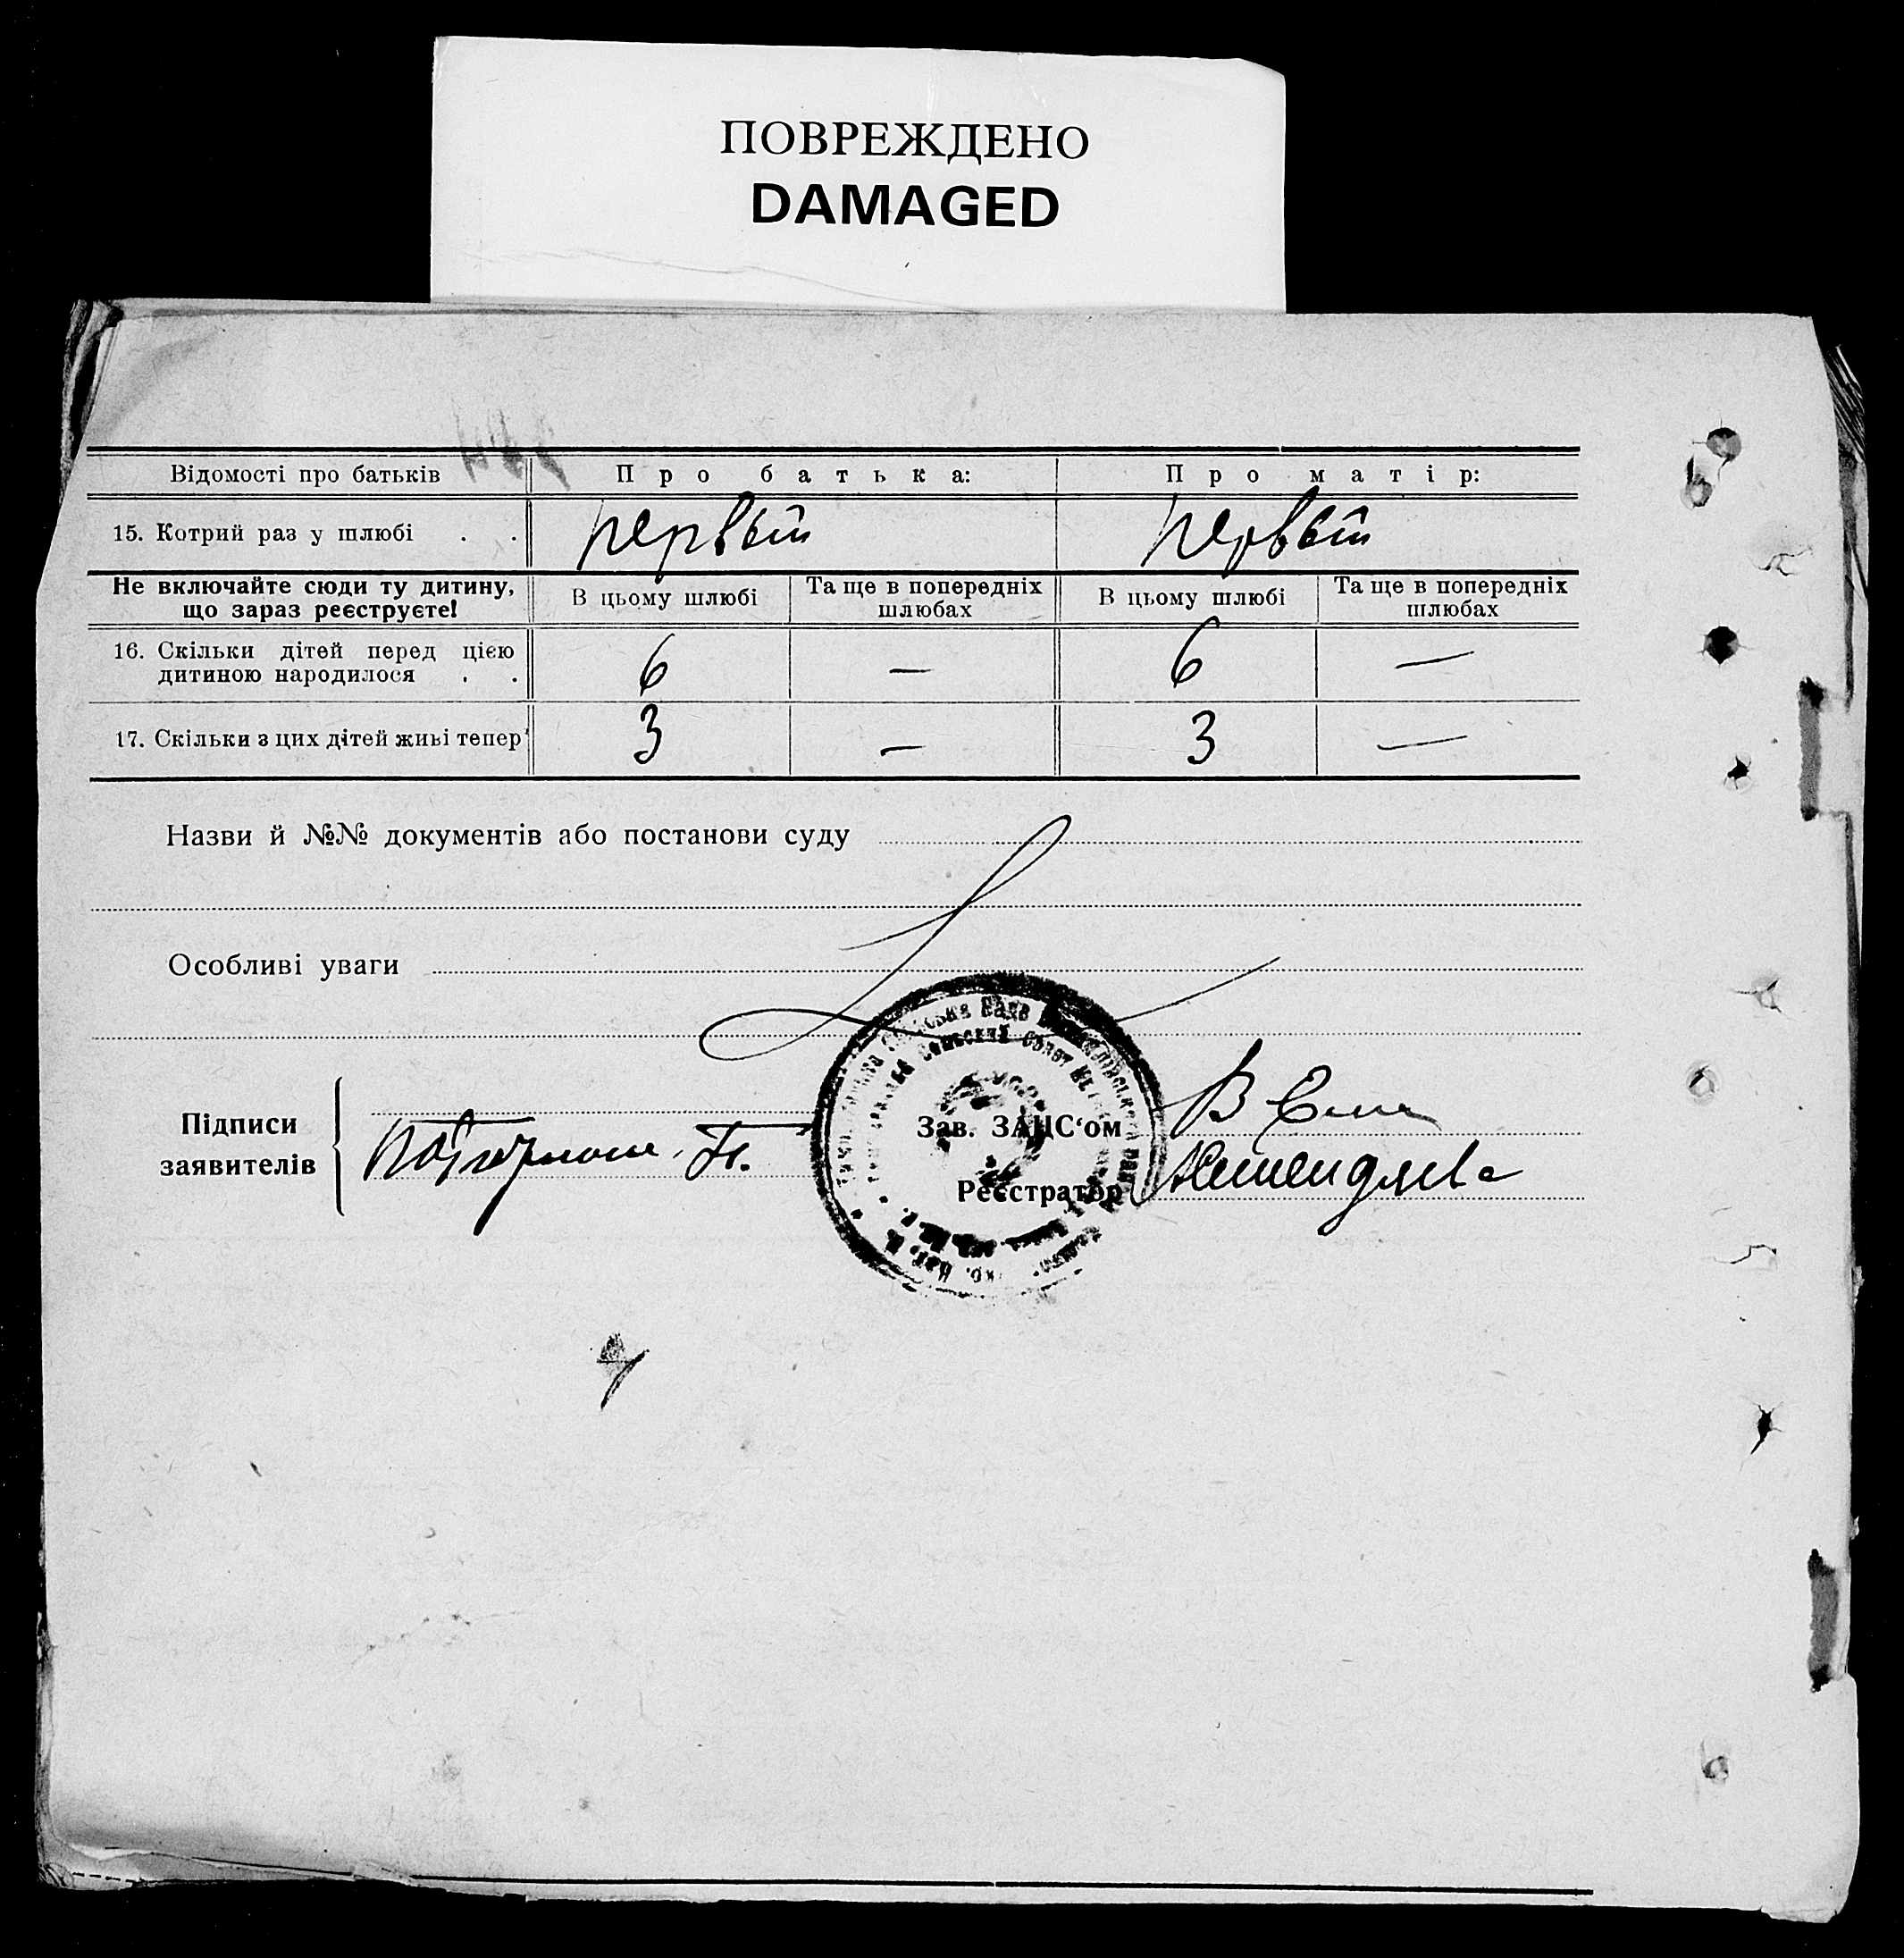 ПОВРЕЖДЕНО
DAMAGED
Відомості про батьків Про батька: Про матір:
15. Котрий раз у шлюбі . . первый первый
Не включайте сюди ту дитину, що зараз реєструєте! В цьому шлюбі Та ще в попередніх шлюбах В цьому шлюбі Та ще в попередніх шлюбах
16. Скільки дітей перед цією
дитиною народилося . . 6 — 6 —
17. Скільки з цих дітей живі тепер 3 — 3 —
Назви й №№ документів або постанови суду
Особливі уваги
Підписи
заявителів
Зав. ЗАЦС‘ом
Реєстратор